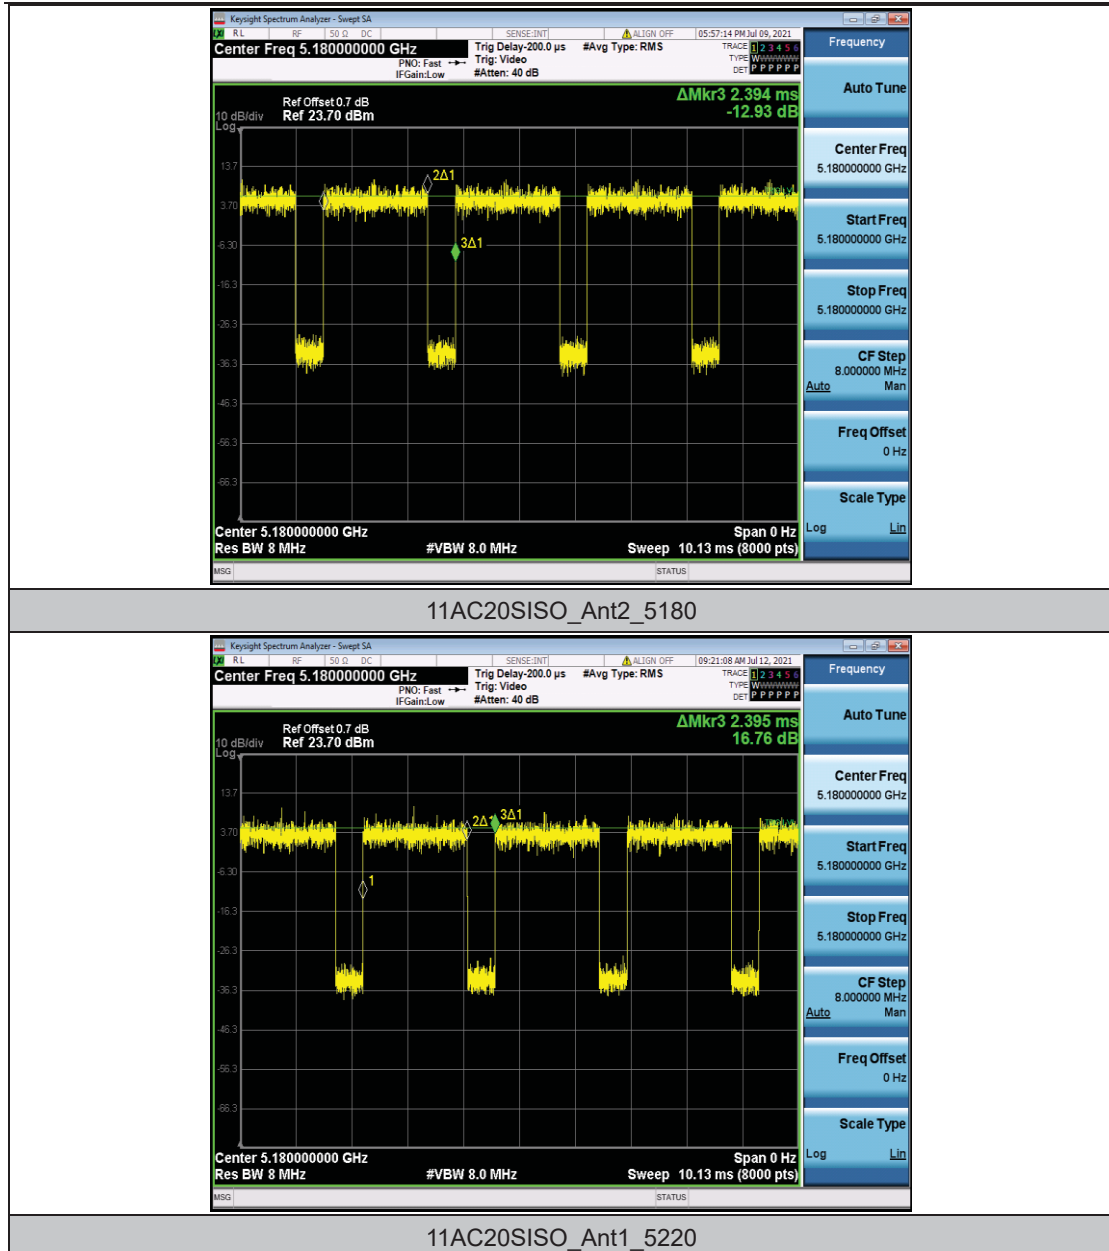 Keysight Spectrum Analyzer - Swept SA
LXI RL RF 50 Ω DC SENSE:INT ALIGN OFF 05:57:14 PM Jul 09, 2021
Center Freq 5.180000000 GHz
PNO: Fast
IFGain:Low
Trig Delay-200.0 µs
Trig: Video
#Atten: 40 dB
#Avg Type: RMS
TRACE 1 2 3 4 5 6
TYPE WWWWWW
DET P P P P P P
ΔMkr3 2.394 ms
-12.93 dB
Ref Offset 0.7 dB
10 dB/div Ref 23.70 dBm
Log
13.7
3.70
-6.30
-16.3
-26.3
-36.3
-46.3
-56.3
-66.3
2Δ1
3Δ1
Center 5.180000000 GHz Span 0 Hz
Res BW 8 MHz #VBW 8.0 MHz Sweep 10.13 ms (8000 pts)
MSG STATUS
Frequency
Auto Tune
Center Freq
5.180000000 GHz
Start Freq
5.180000000 GHz
Stop Freq
5.180000000 GHz
CF Step
8.000000 MHz
Auto Man
Freq Offset
0 Hz
Scale Type
Log Lin
11AC20SISO_Ant2_5180
Keysight Spectrum Analyzer - Swept SA
LXI RL RF 50 Ω DC SENSE:INT ALIGN OFF 09:21:08 AM Jul 12, 2021
Center Freq 5.180000000 GHz
PNO: Fast
IFGain:Low
Trig Delay-200.0 µs
Trig: Video
#Atten: 40 dB
#Avg Type: RMS
TRACE 1 2 3 4 5 6
TYPE WWWWWW
DET P P P P P P
ΔMkr3 2.395 ms
16.76 dB
Ref Offset 0.7 dB
10 dB/div Ref 23.70 dBm
Log
13.7
3.70
-6.30
-16.3
-26.3
-36.3
-46.3
-56.3
-66.3
2Δ1
3Δ1
1
Center 5.180000000 GHz Span 0 Hz
Res BW 8 MHz #VBW 8.0 MHz Sweep 10.13 ms (8000 pts)
MSG STATUS
Frequency
Auto Tune
Center Freq
5.180000000 GHz
Start Freq
5.180000000 GHz
Stop Freq
5.180000000 GHz
CF Step
8.000000 MHz
Auto Man
Freq Offset
0 Hz
Scale Type
Log Lin
11AC20SISO_Ant1_5220